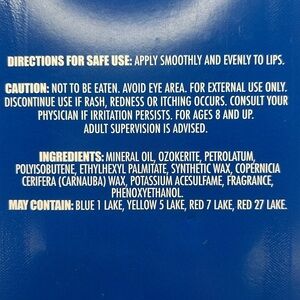 DIRECTIONS FOR SAFE USE: APPLY SMOOTHLY AND EVENLY TO LIPS.
CAUTION: NOT TO BE EATEN. AVOID EYE AREA. FOR EXTERNAL USE ONLY.
DISCONTINUE USE IF RASH, REDNESS OR ITCHING OCCURS. CONSULT YOUR
PHYSICIAN IF IRRITATION PERSISTS. FOR AGES 8 AND UP.
ADULT SUPERVISION IS ADVISED.
INGREDIENTS: MINERAL OIL, OZOKERITE, PETROLATUM,
POLYISOBUTENE, ETHYLHEXYL PALMITATE, SYNTHETIC WAX, COPERNICIA
CERIFERA (CARNAUBA) WAX, POTASSIUM ACESULFAME, FRAGRANCE,
PHENOXYETHANOL.
MAY CONTAIN: BLUE 1 LAKE, YELLOW 5 LAKE, RED 7 LAKE, RED 27 LAKE.